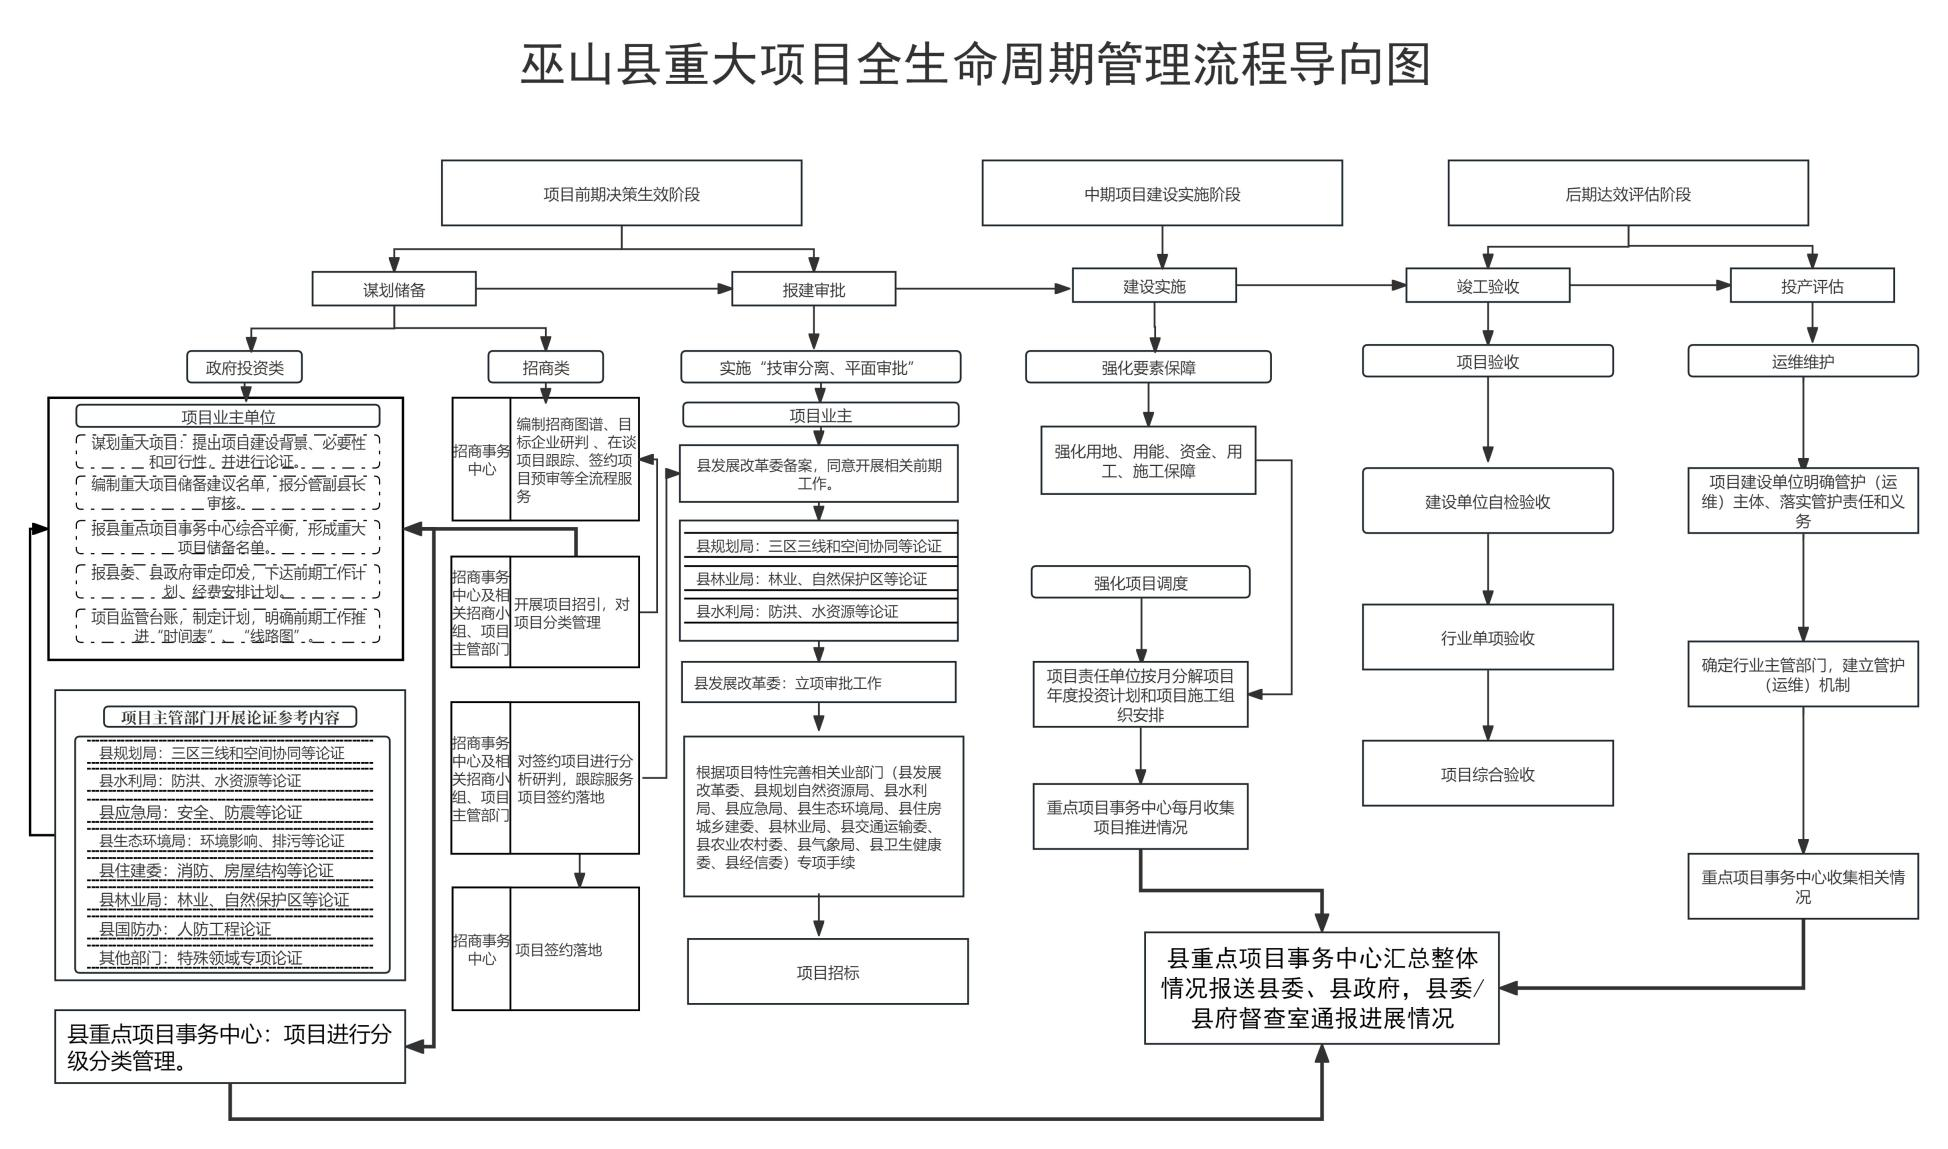 巫山县重大项目全生命周期管理流程导向图
项目前期决策生效阶段
中期项目建设实施阶段
后期达效评估阶段
谋划储备
报建审批
建设实施
竣工验收
投产评估
政府投资类
招商类
实施“技审分离、平面审批”
强化要素保障
项目验收
运维维护
项目业主单位
谋划重大项目：提出项目建设背景、必要性
和可行性，并进行论证。
编制重大项目储备建议名单，报分管副县长
审核。
报县重点项目事务中心综合平衡，形成重大
项目储备名单。
报县委、县政府审定印发，下达前期工作计
划、经费安排计划。
项目监管台账，制定计划，明确前期工作推
进“时间表”、“线路图”。
项目主管部门开展论证参考内容
县规划局：三区三线和空间协同等论证
县水利局：防洪、水资源等论证
县应急局：安全、防震等论证
县生态环境局：环境影响、排污等论证
县住建委：消防、房屋结构等论证
县林业局：林业、自然保护区等论证
县国防办：人防工程论证
其他部门：特殊领域专项论证
县重点项目事务中心：项目进行分
级分类管理。
招商事务
中心
编制招商图谱、目
标企业研判 、在谈
项目跟踪、签约项
目预审等全流程服
务
招商事务
中心及相
关招商小
组、项目
主管部门
开展项目招引，对
项目分类管理
招商事务
中心及相
关招商小
组、项目
主管部门
对签约项目进行分
析研判，跟踪服务
项目签约落地
招商事务
中心
项目签约落地
项目业主
县发展改革委备案，同意开展相关前期
工作。
县规划局：三区三线和空间协同等论证
县林业局：林业、自然保护区等论证
县水利局：防洪、水资源等论证
县发展改革委：立项审批工作
根据项目特性完善相关业部门（县发展
改革委、县规划自然资源局、县水利
局、县应急局、县生态环境局、县住房
城乡建委、县林业局、县交通运输委、
县农业农村委、县气象局、县卫生健康
委、县经信委）专项手续
项目招标
强化用地、用能、资金、用
工、施工保障
强化项目调度
项目责任单位按月分解项目
年度投资计划和项目施工组
织安排
重点项目事务中心每月收集
项目推进情况
县重点项目事务中心汇总整体
情况报送县委、县政府，县委/
县府督查室通报进展情况
建设单位自检验收
行业单项验收
项目综合验收
项目建设单位明确管护（运
维）主体、落实管护责任和义
务
确定行业主管部门，建立管护
（运维）机制
重点项目事务中心收集相关情
况